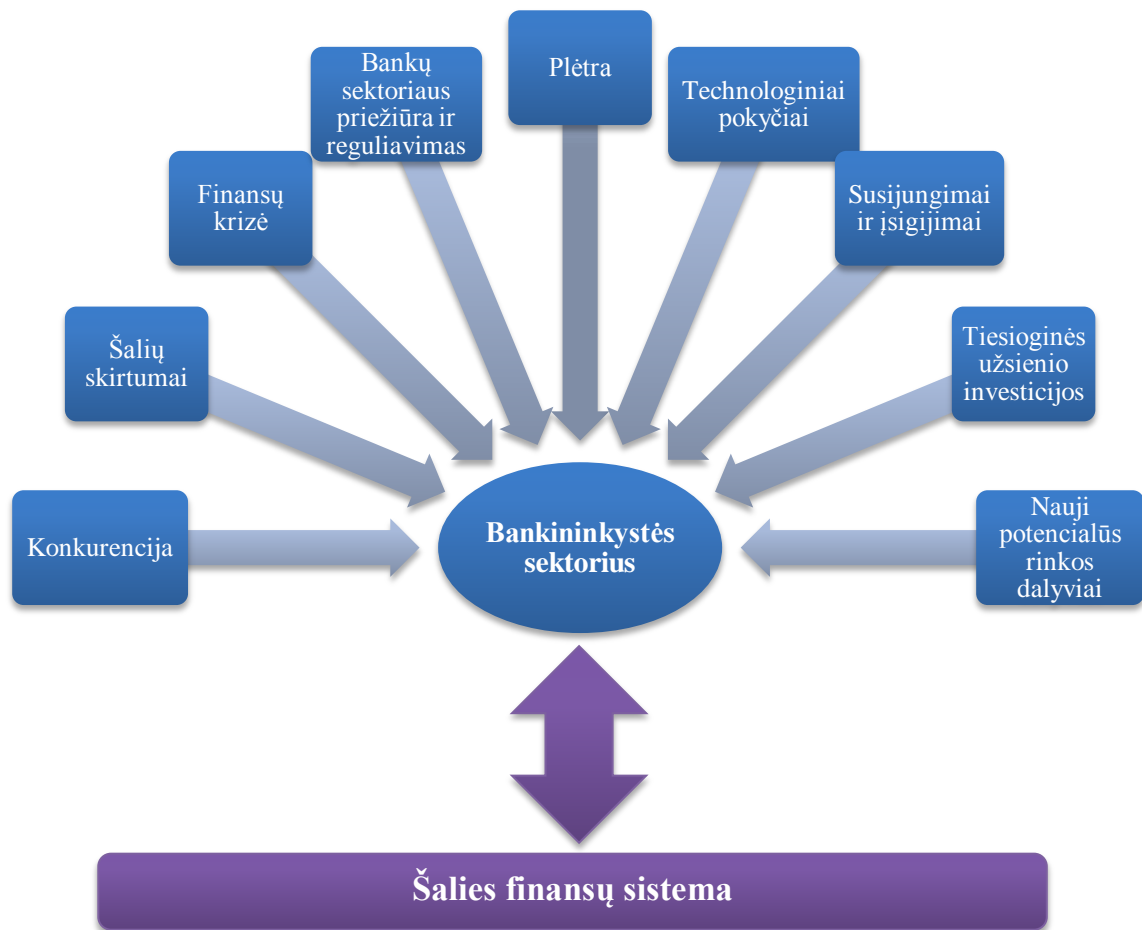 Plėtra
Bankų
sektoriaus
priežiūra ir
reguliavimas
Technologiniai
pokyčiai
Finansų
krizė
Susijungimai
ir įsigijimai
Šalių
skirtumai
Tiesioginės
užsienio
investicijos
Konkurencija
Bankininkystės
sektorius
Nauji
potencialūs
rinkos
dalyviai
Šalies finansų sistema